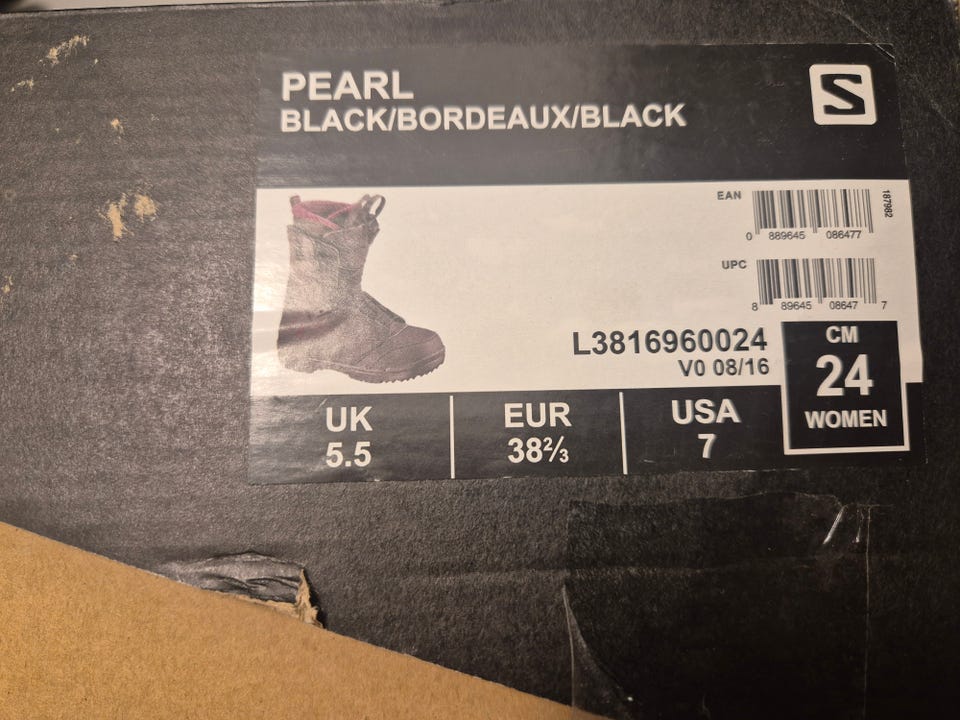 PEARL
BLACK/BORDEAUX/BLACK
S
EAN
187982
0 889645 086477
UPC
8 89645 08647 7
L3816960024
V0 08/16
CM
24
WOMEN
UK
5.5
EUR
38⅔
USA
7